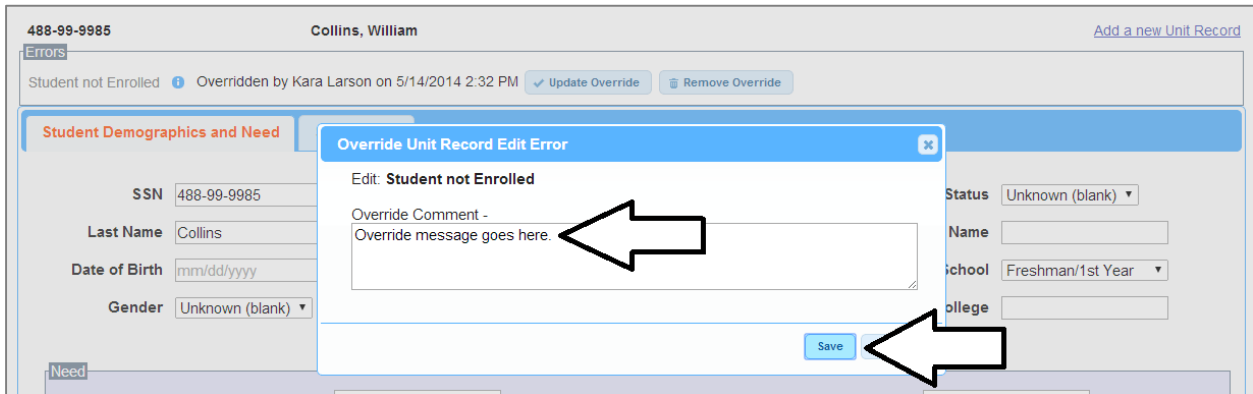 488-99-9985 Collins, William Add a new Unit Record
Errors
Student not Enrolled Overridden by Kara Larson on 5/14/2014 2:32 PM Update Override Remove Override
Student Demographics and Need
Override Unit Record Edit Error
Edit: Student not Enrolled
SSN 488-99-9985 Status Unknown (blank)
Override Comment -
Override message goes here.
Last Name Collins Name
Date of Birth mm/dd/yyyy School Freshman/1st Year
Gender Unknown (blank) ollege
Save
Need